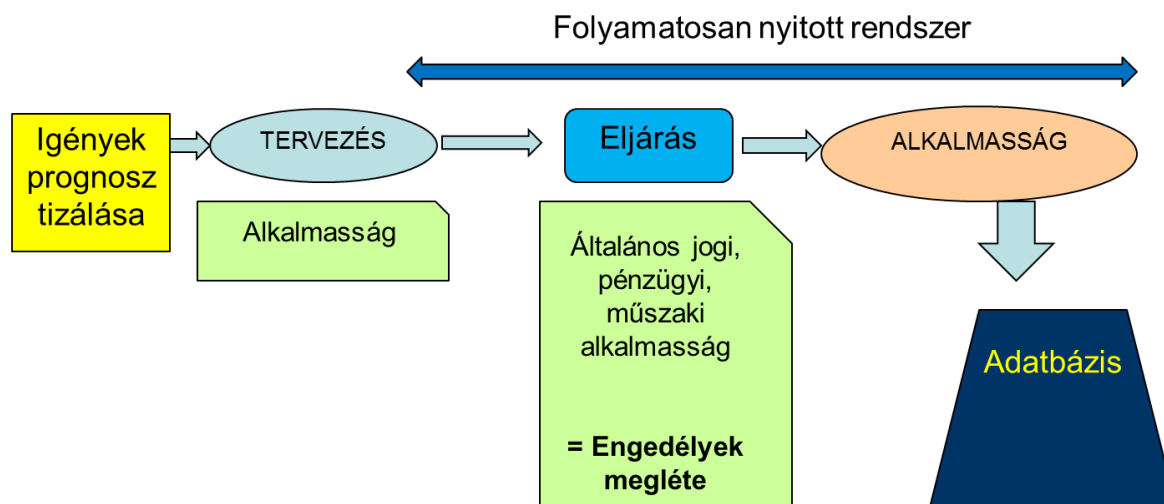 Folyamatosan nyitott rendszer
Igények
prognosz
tizálása
TERVEZÉS
Eljárás
ALKALMASSÁG
Alkalmasság
Általános jogi,
pénzügyi,
műszaki
alkalmasság
= Engedélyek
megléte
Adatbázis